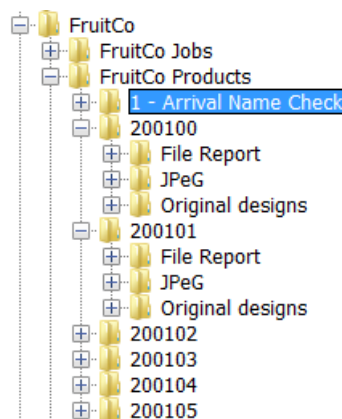 FruitCo
FruitCo Jobs
FruitCo Products
1 - Arrival Name Check
200100
File Report
JPeG
Original designs
200101
File Report
JPeG
Original designs
200102
200103
200104
200105